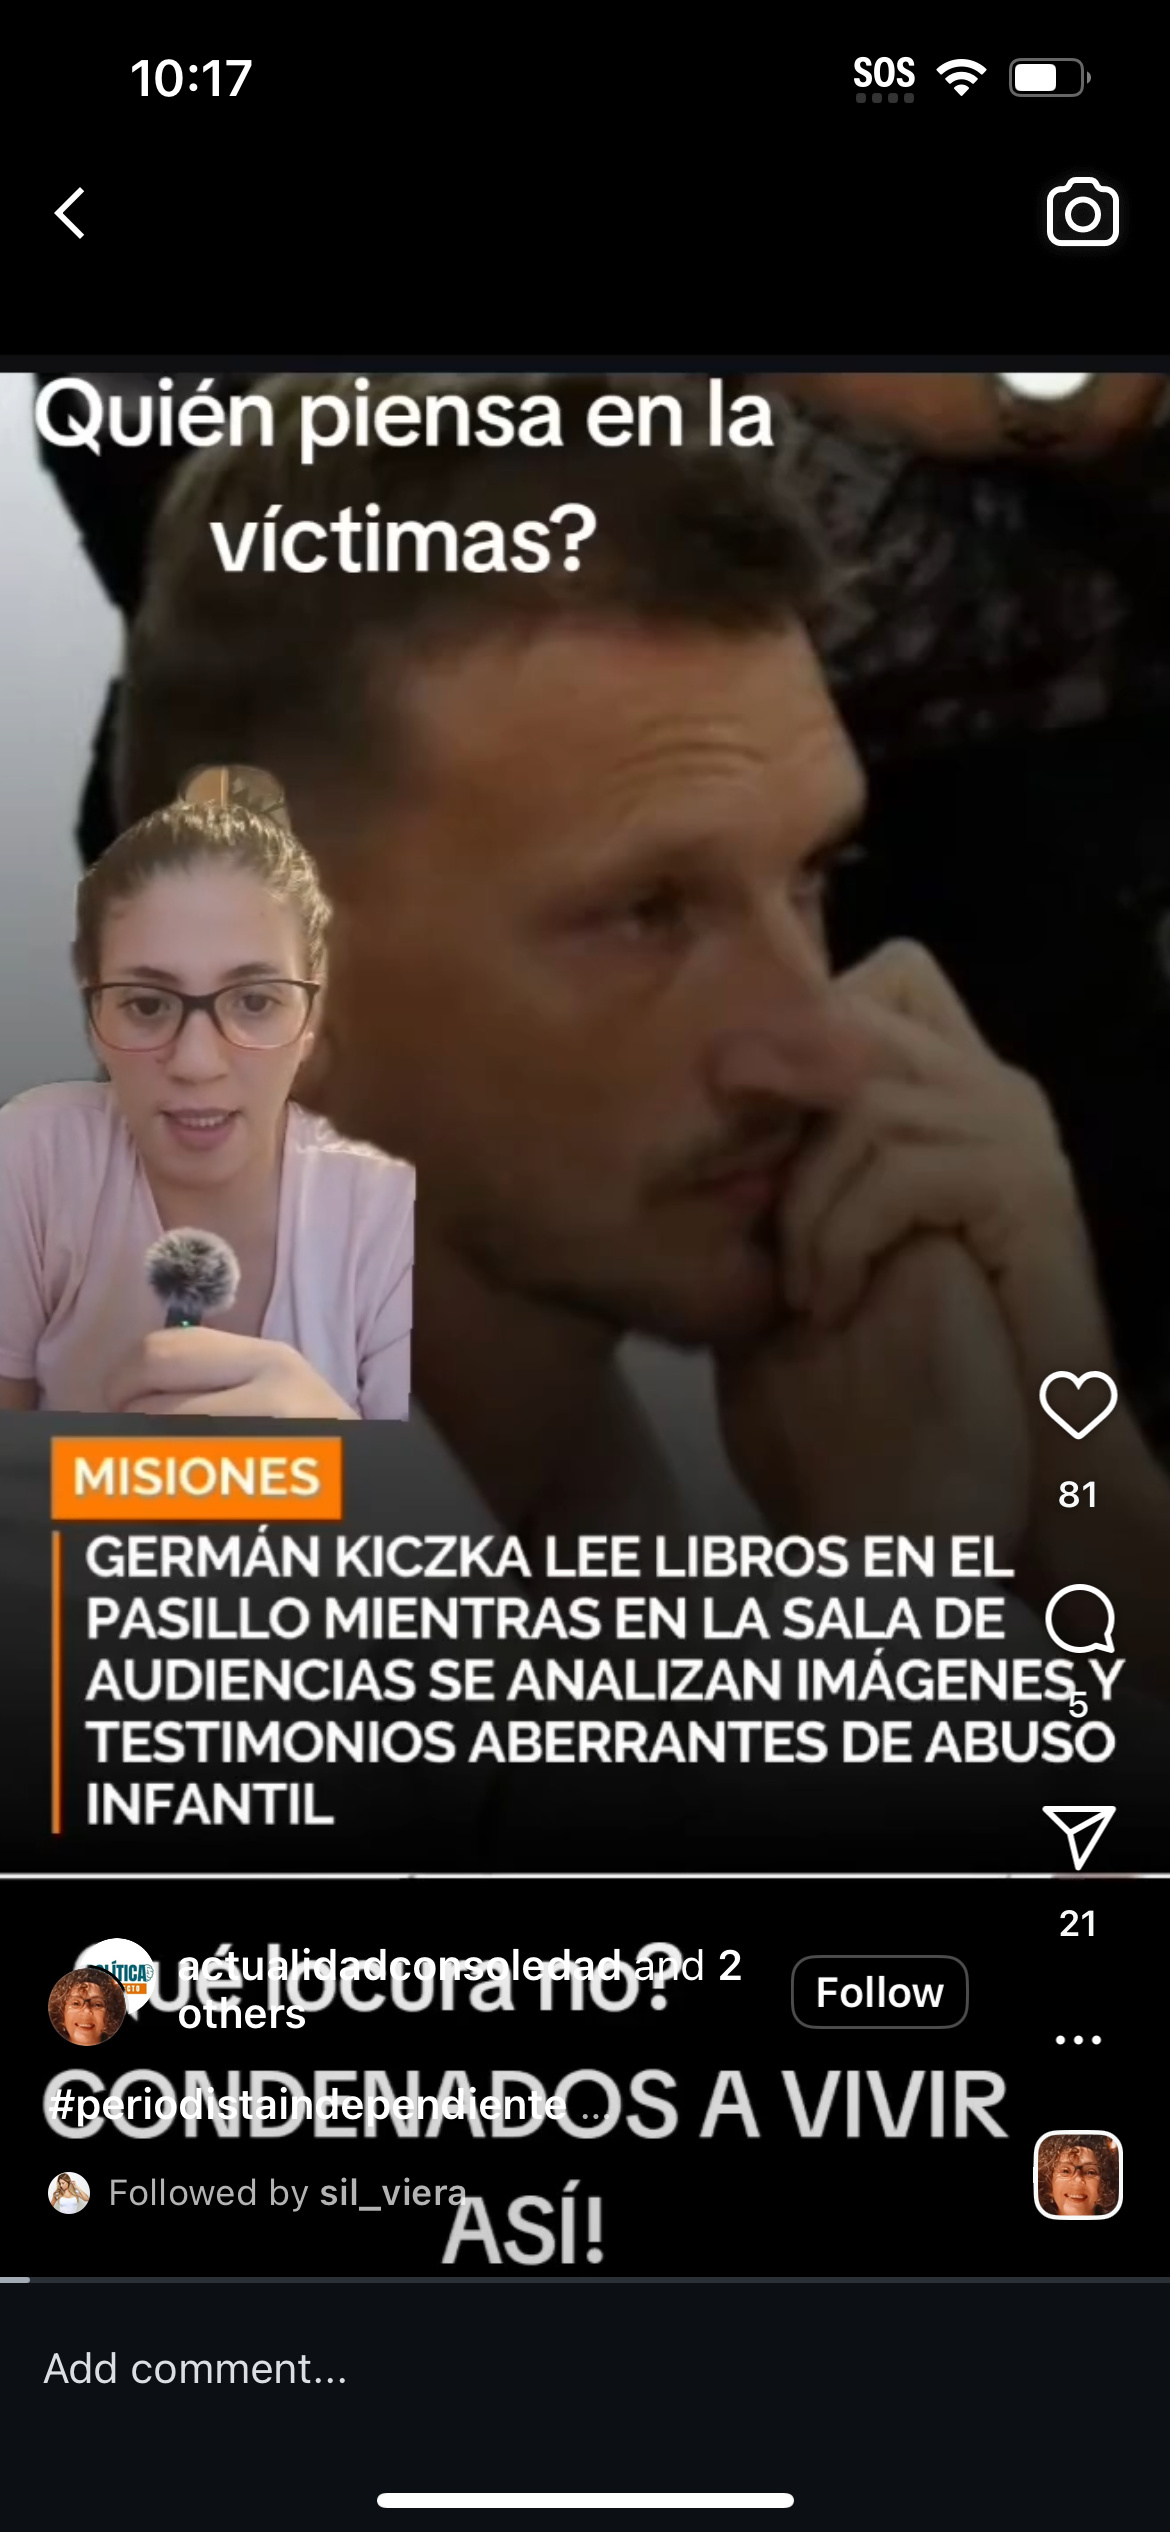 10:17
SOS
Quién piensa en la
víctimas?
MISIONES
GERMÁN KICZKA LEE LIBROS EN EL
PASILLO MIENTRAS EN LA SALA DE
AUDIENCIAS SE ANALIZAN IMÁGENES Y
TESTIMONIOS ABERRANTES DE ABUSO
INFANTIL
81
5
21
actualidadconsoledad and 2
others
Follow
locura no?
#periodistaindependiente ...
CONDENADOS A VIVIR
ASÍ!
Followed by sil_viera
Add comment...